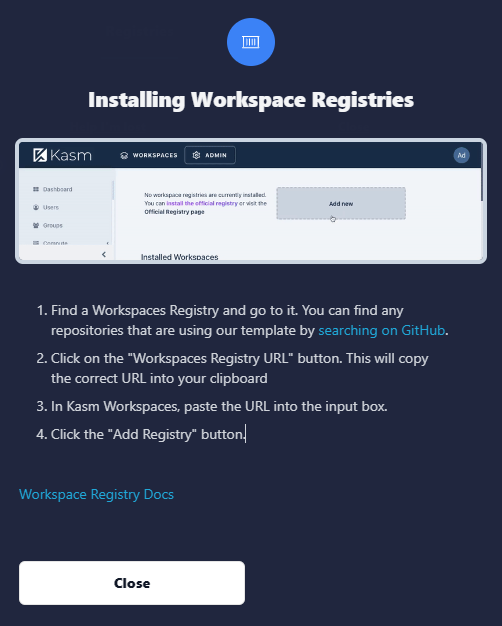 Installing Workspace Registries
Kasm
WORKSPACES
ADMIN
Ad
Dashboard
Users
Groups
Compute
No workspace registries are currently installed.
You can install the official registry or visit the
Official Registry page
Add new
Installed Workspaces
1. Find a Workspaces Registry and go to it. You can find any
repositories that are using our template by searching on GitHub.
2. Click on the "Workspaces Registry URL" button. This will copy
the correct URL into your clipboard
3. In Kasm Workspaces, paste the URL into the input box.
4. Click the "Add Registry" button.
Workspace Registry Docs
Close